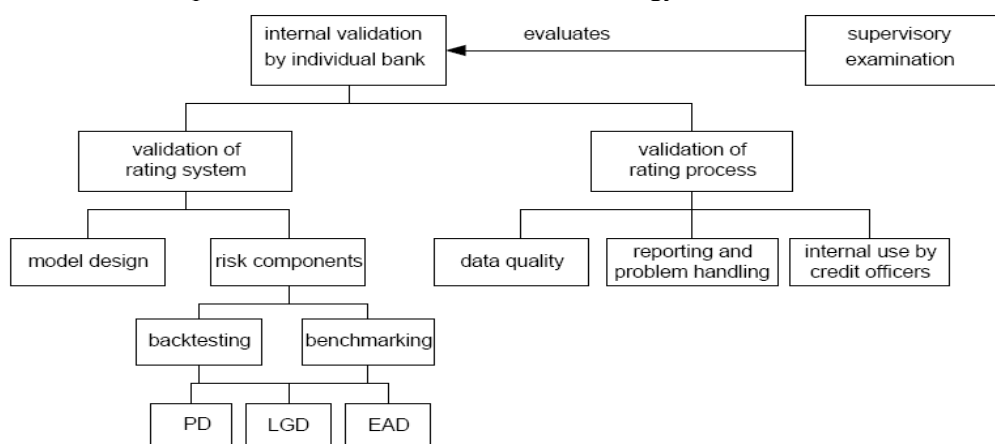 internal validation
by individual bank
evaluates
supervisory
examination
validation of
rating system
validation of
rating process
model design
risk components
data quality
reporting and
problem handling
internal use by
credit officers
backtesting
benchmarking
PD
LGD
EAD